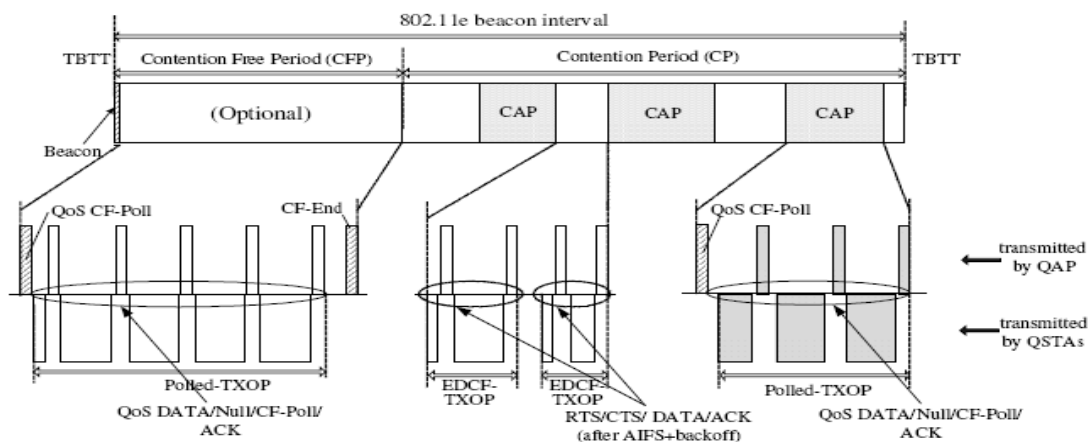 802.11e beacon interval
TBTT
Contention Free Period (CFP)
Contention Period (CP)
TBTT
(Optional)
CAP
CAP
CAP
Beacon
QoS CF-Poll
CF-End
QoS CF-Poll
transmitted
by QAP
transmitted
by QSTAs
Polled-TXOP
EDCF-
TXOP
EDCF-
TXOP
Polled-TXOP
QoS DATA/Null/CF-Poll/
ACK
RTS/CTS/ DATA/ACK
(after AIFS+backoff)
QoS DATA/Null/CF-Poll/
ACK